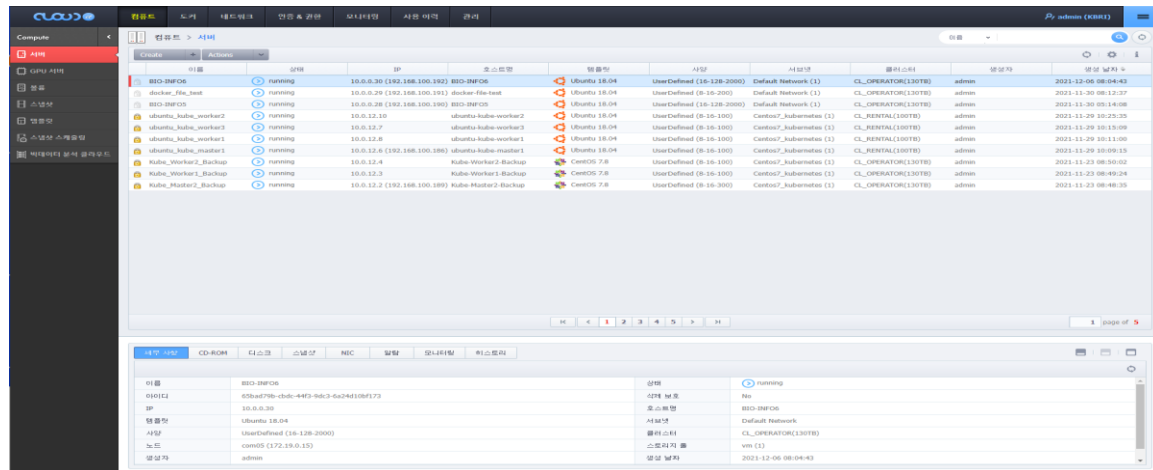 CLOUD@
컴퓨트 도커 네트워크 인증 & 권한 모니터링 사용 이력 관리 admin (KBRI)
Compute <
서버
GPU 서버
볼륨
스냅샷
템플릿
스냅샷 스케줄링
빅데이터 분석 클라우드
컴퓨트 > 서버 이름
Create + Actions
이름 상태 IP 호스트명 템플릿 사양 서브넷 클러스터 생성자 생성 날짜
BIO-INFO6 running 10.0.0.30 (192.168.100.192) BIO-INFO6 Ubuntu 18.04 UserDefined (16-128-2000) Default Network (1) CL_OPERATOR(130TB) admin 2021-12-06 08:04:43
docker_file_test running 10.0.0.29 (192.168.100.191) docker-file-test Ubuntu 18.04 UserDefined (8-16-200) Default Network (1) CL_OPERATOR(130TB) admin 2021-11-30 08:12:37
BIO-INFO5 running 10.0.0.28 (192.168.100.190) BIO-INFO5 Ubuntu 18.04 UserDefined (16-128-2000) Default Network (1) CL_OPERATOR(130TB) admin 2021-11-30 05:14:08
ubuntu_kube_worker2 running 10.0.12.10 ubuntu-kube-worker2 Ubuntu 18.04 UserDefined (8-16-100) Centos7_kubernetes (1) CL_RENTAL(100TB) admin 2021-11-29 10:25:35
ubuntu_kube_worker3 running 10.0.12.7 ubuntu-kube-worker3 Ubuntu 18.04 UserDefined (8-16-100) Centos7_kubernetes (1) CL_RENTAL(100TB) admin 2021-11-29 10:15:09
ubuntu_kube_worker1 running 10.0.12.8 ubuntu-kube-worker1 Ubuntu 18.04 UserDefined (8-16-100) Centos7_kubernetes (1) CL_RENTAL(100TB) admin 2021-11-29 10:11:00
ubuntu_kube_master1 running 10.0.12.6 (192.168.100.186) ubuntu-kube-master1 Ubuntu 18.04 UserDefined (8-16-100) Centos7_kubernetes (1) CL_RENTAL(100TB) admin 2021-11-29 10:09:15
Kube_Worker2_Backup running 10.0.12.4 Kube-Worker2-Backup CentOS 7.8 UserDefined (8-16-100) Centos7_kubernetes (1) CL_OPERATOR(130TB) admin 2021-11-23 08:50:02
Kube_Worker1_Backup running 10.0.12.3 Kube-Worker1-Backup CentOS 7.8 UserDefined (8-16-100) Centos7_kubernetes (1) CL_OPERATOR(130TB) admin 2021-11-23 08:49:24
Kube_Master2_Backup running 10.0.12.2 (192.168.100.189) Kube-Master2-Backup CentOS 7.8 UserDefined (8-16-300) Centos7_kubernetes (1) CL_OPERATOR(130TB) admin 2021-11-23 08:48:35
1 2 3 4 5 1 page of 5
세부 사항 CD-ROM 디스크 스냅샷 NIC 알람 모니터링 히스토리
이름 BIO-INFO6 상태 running
아이디 65bad79b-cbdc-44f3-9dc3-6a24d10bf173 삭제 보호 No
IP 10.0.0.30 호스트명 BIO-INFO6
템플릿 Ubuntu 18.04 서브넷 Default Network
사양 UserDefined (16-128-2000) 클러스터 CL_OPERATOR(130TB)
노드 com05 (172.19.0.15) 스토리지 풀 vm (1)
생성자 admin 생성 날짜 2021-12-06 08:04:43